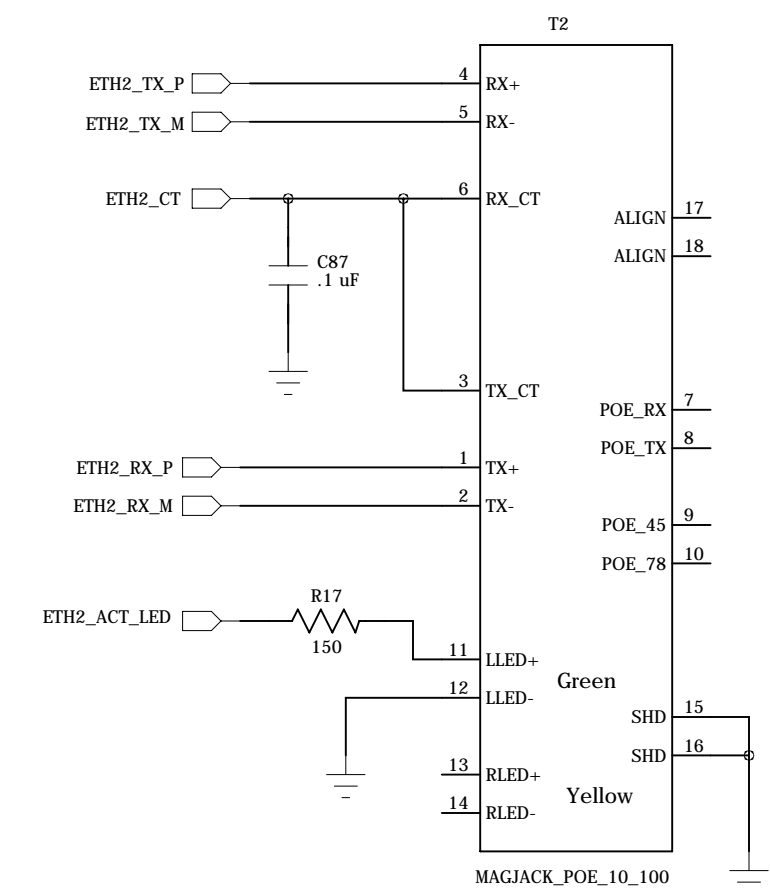 T2
ETH2_TX_P
4
RX+
ETH2_TX_M
5
RX-
ETH2_CT
6
RX_CT
ALIGN
17
ALIGN
18
C87
.1 uF
3
TX_CT
POE_RX
7
POE_TX
8
ETH2_RX_P
1
TX+
ETH2_RX_M
2
TX-
POE_45
9
POE_78
10
R17
ETH2_ACT_LED
150
11
LLED+
Green
12
LLED-
SHD
15
SHD
16
13
RLED+
Yellow
14
RLED-
MAGJACK_POE_10_100